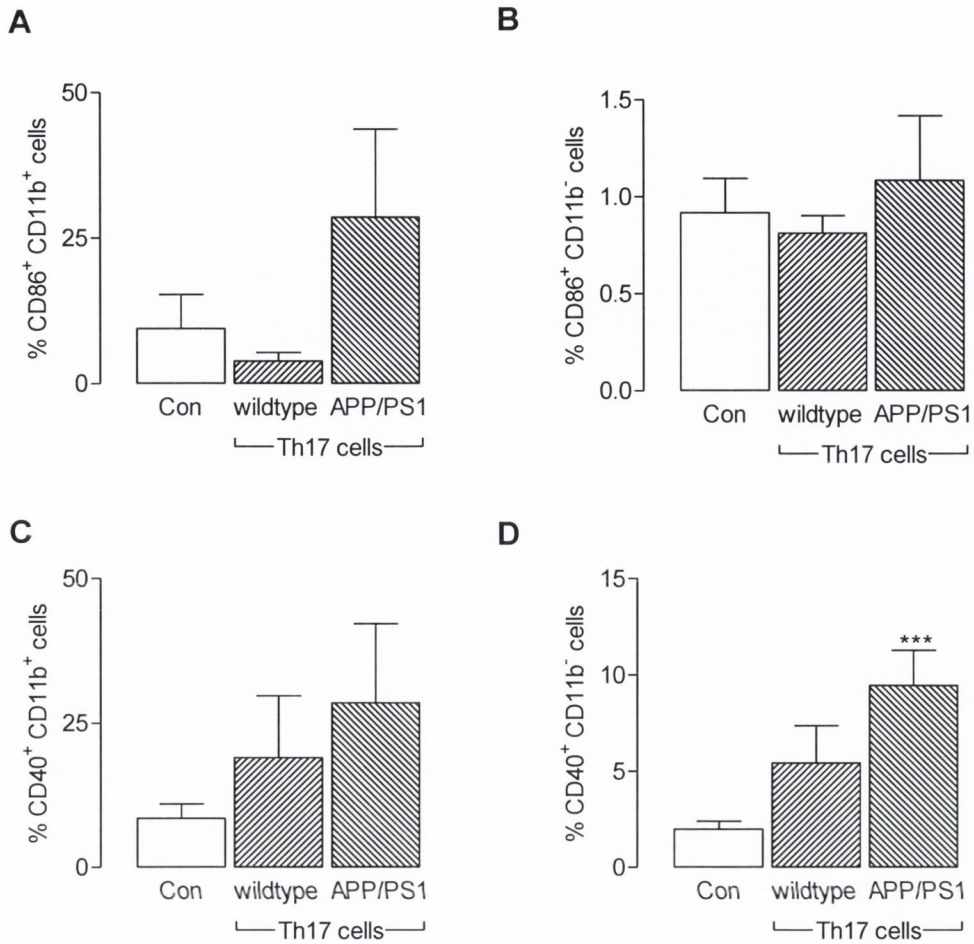 A
% CD86⁺ CD11b⁺ cells
50
25
0
Con wildtype APP/PS1
Th17 cells
B
% CD86⁺ CD11b⁻ cells
1.5
1.0
0.5
0.0
Con wildtype APP/PS1
Th17 cells
C
% CD40⁺ CD11b⁺ cells
50
25
0
Con wildtype APP/PS1
Th17 cells
D
% CD40⁺ CD11b⁻ cells
15
10
5
0
***
Con wildtype APP/PS1
Th17 cells